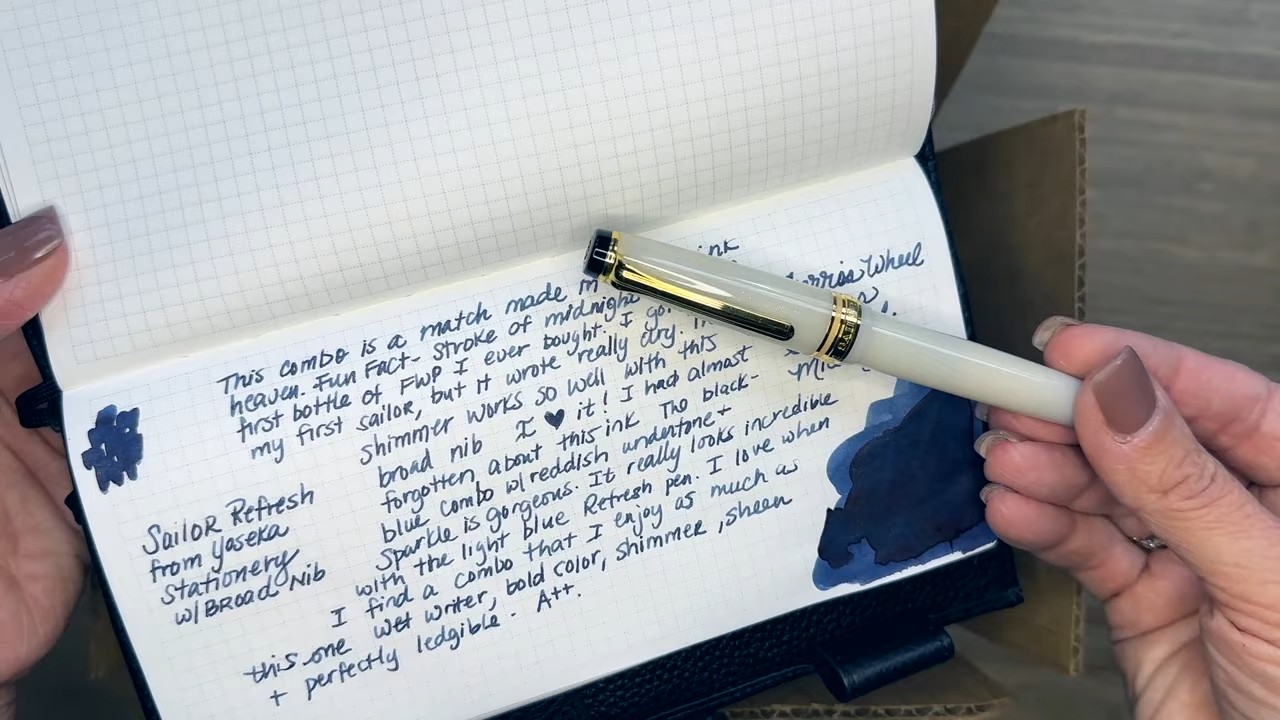 ink
Ferris Wheel
This combo is a match made in
heaven. Fun Fact- Stroke of midnight
first bottle of FWP I ever bought. I got
my first sailor, but it wrote really dry.
shimmer works so well with this
broad nib I ♥ it! I had almost
forgotten about this ink The black-
blue combo w/ reddish undertone +
Sparkle is gorgeous. It really looks incredible
with the light blue Refresh pen. I love when
I find a combo that I enjoy as much as
this one wet writer, bold color, shimmer, sheen
+ perfectly ledgible. A++.
Sailor Refresh
from Yoseka
Stationery
w/ BROAD Nib